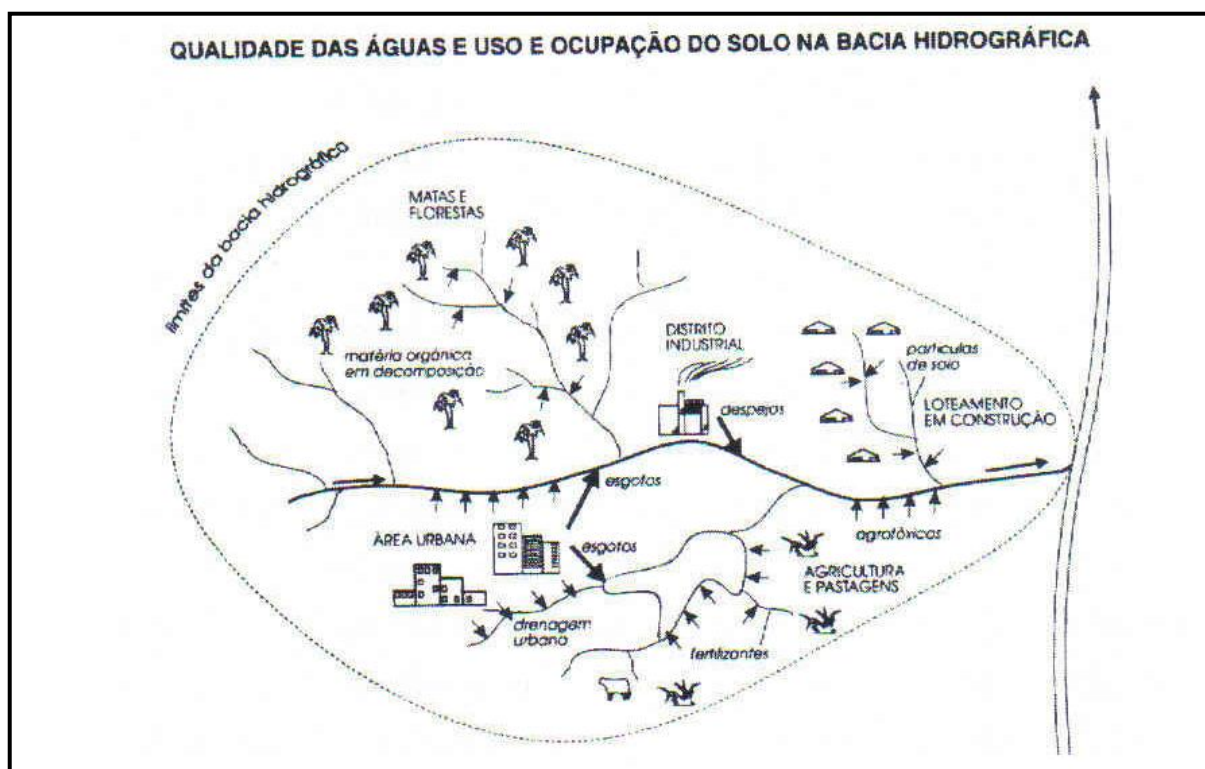 QUALIDADE DAS ÁGUAS E USO E OCUPAÇÃO DO SOLO NA BACIA HIDROGRÁFICA
limites da bacia hidrográfica
MATAS E
FLORESTAS
matéria orgânica
em decomposição
DISTRITO
INDUSTRIAL
despejos
partículas
de solo
LOTEAMENTO
EM CONSTRUÇÃO
esgotos
ÁREA URBANA
esgotos
agrotóxicos
AGRICULTURA
E PASTAGENS
drenagem
urbana
fertilizantes